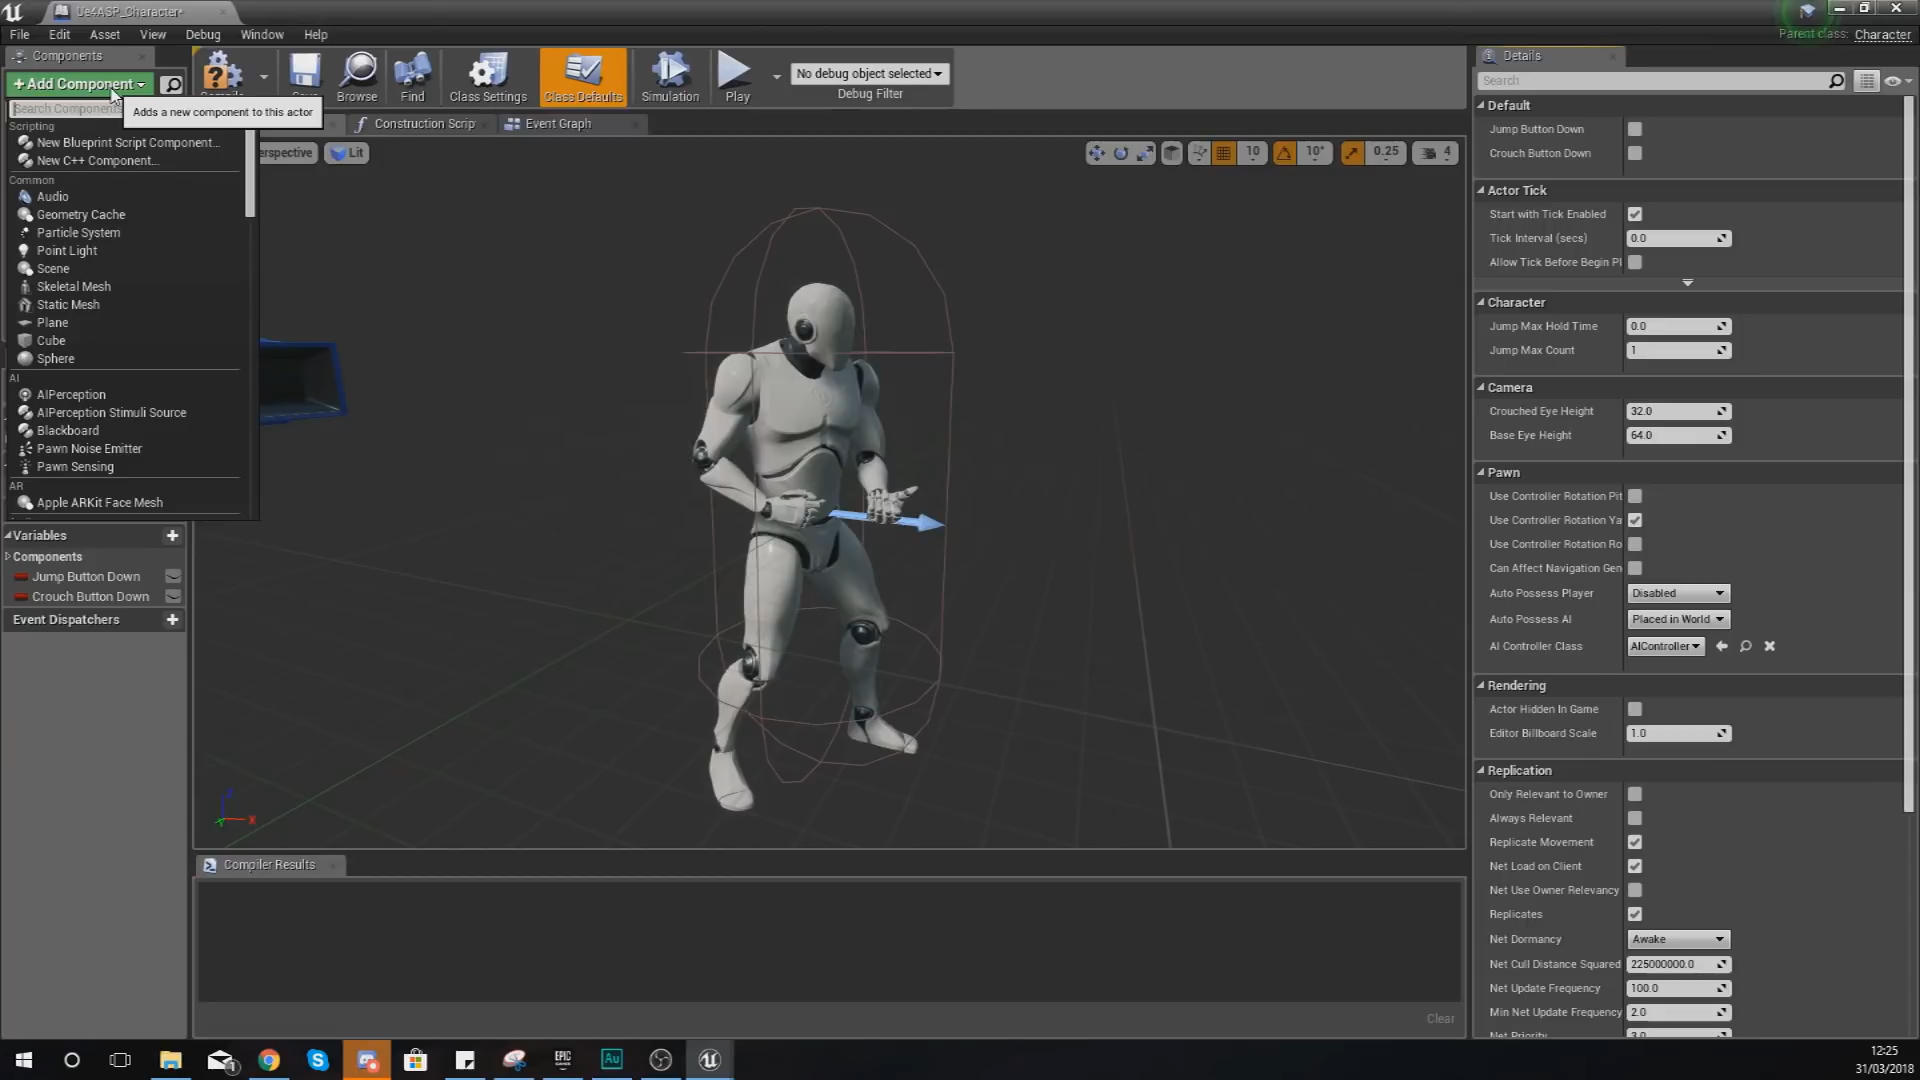 Ue4ASP_Character*
File Edit Asset View Debug Window Help
Parent class: Character
Components
+Add Component
Search Components
Adds a new component to this actor
Scripting
New Blueprint Script Component...
New C++ Component...
Common
Audio
Geometry Cache
Particle System
Point Light
Scene
Skeletal Mesh
Static Mesh
Plane
Cube
Sphere
AI
AIPerception
AIPerception Stimuli Source
Blackboard
Pawn Noise Emitter
Pawn Sensing
AR
Apple ARKit Face Mesh
Variables
Components
Jump Button Down
Crouch Button Down
Event Dispatchers
Browse
Find
Class Settings
Class Defaults
Simulation
Play
No debug object selected
Debug Filter
Construction Scrip
Event Graph
erspective
Lit
10
10°
0.25
4
X
Compiler Results
Clear
Details
Search
Default
Jump Button Down
Crouch Button Down
Actor Tick
Start with Tick Enabled
Tick Interval (secs) 0.0
Allow Tick Before Begin Pl
Character
Jump Max Hold Time 0.0
Jump Max Count 1
Camera
Crouched Eye Height 32.0
Base Eye Height 64.0
Pawn
Use Controller Rotation Pit
Use Controller Rotation Ya
Use Controller Rotation Ro
Can Affect Navigation Gen
Auto Possess Player Disabled
Auto Possess AI Placed in World
AI Controller Class AIController
Rendering
Actor Hidden In Game
Editor Billboard Scale 1.0
Replication
Only Relevant to Owner
Always Relevant
Replicate Movement
Net Load on Client
Net Use Owner Relevancy
Replicates
Net Dormancy Awake
Net Cull Distance Squared 225000000.0
Net Update Frequency 100.0
Min Net Update Frequency 2.0
Net Priority 3.0
EPIC
Au
12:25
31/03/2018